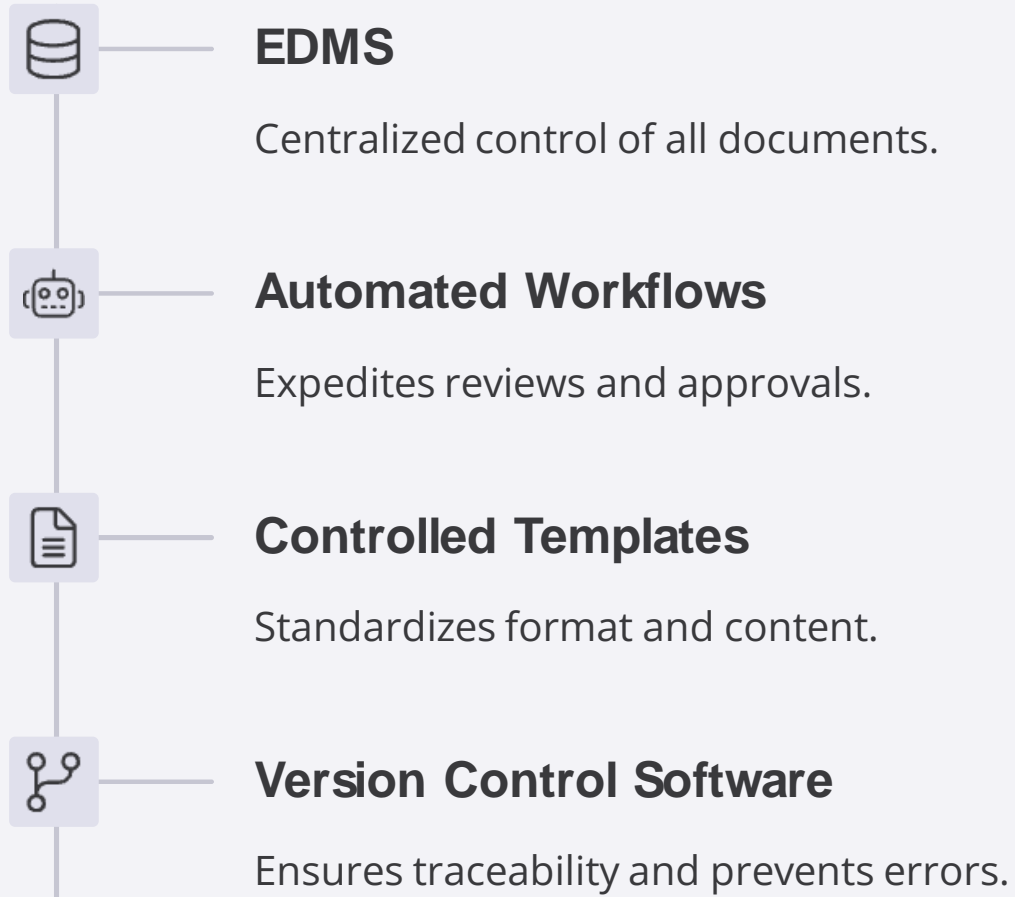 EDMS
Centralized control of all documents.
Automated Workflows
Expedites reviews and approvals.
Controlled Templates
Standardizes format and content.
Version Control Software
Ensures traceability and prevents errors.